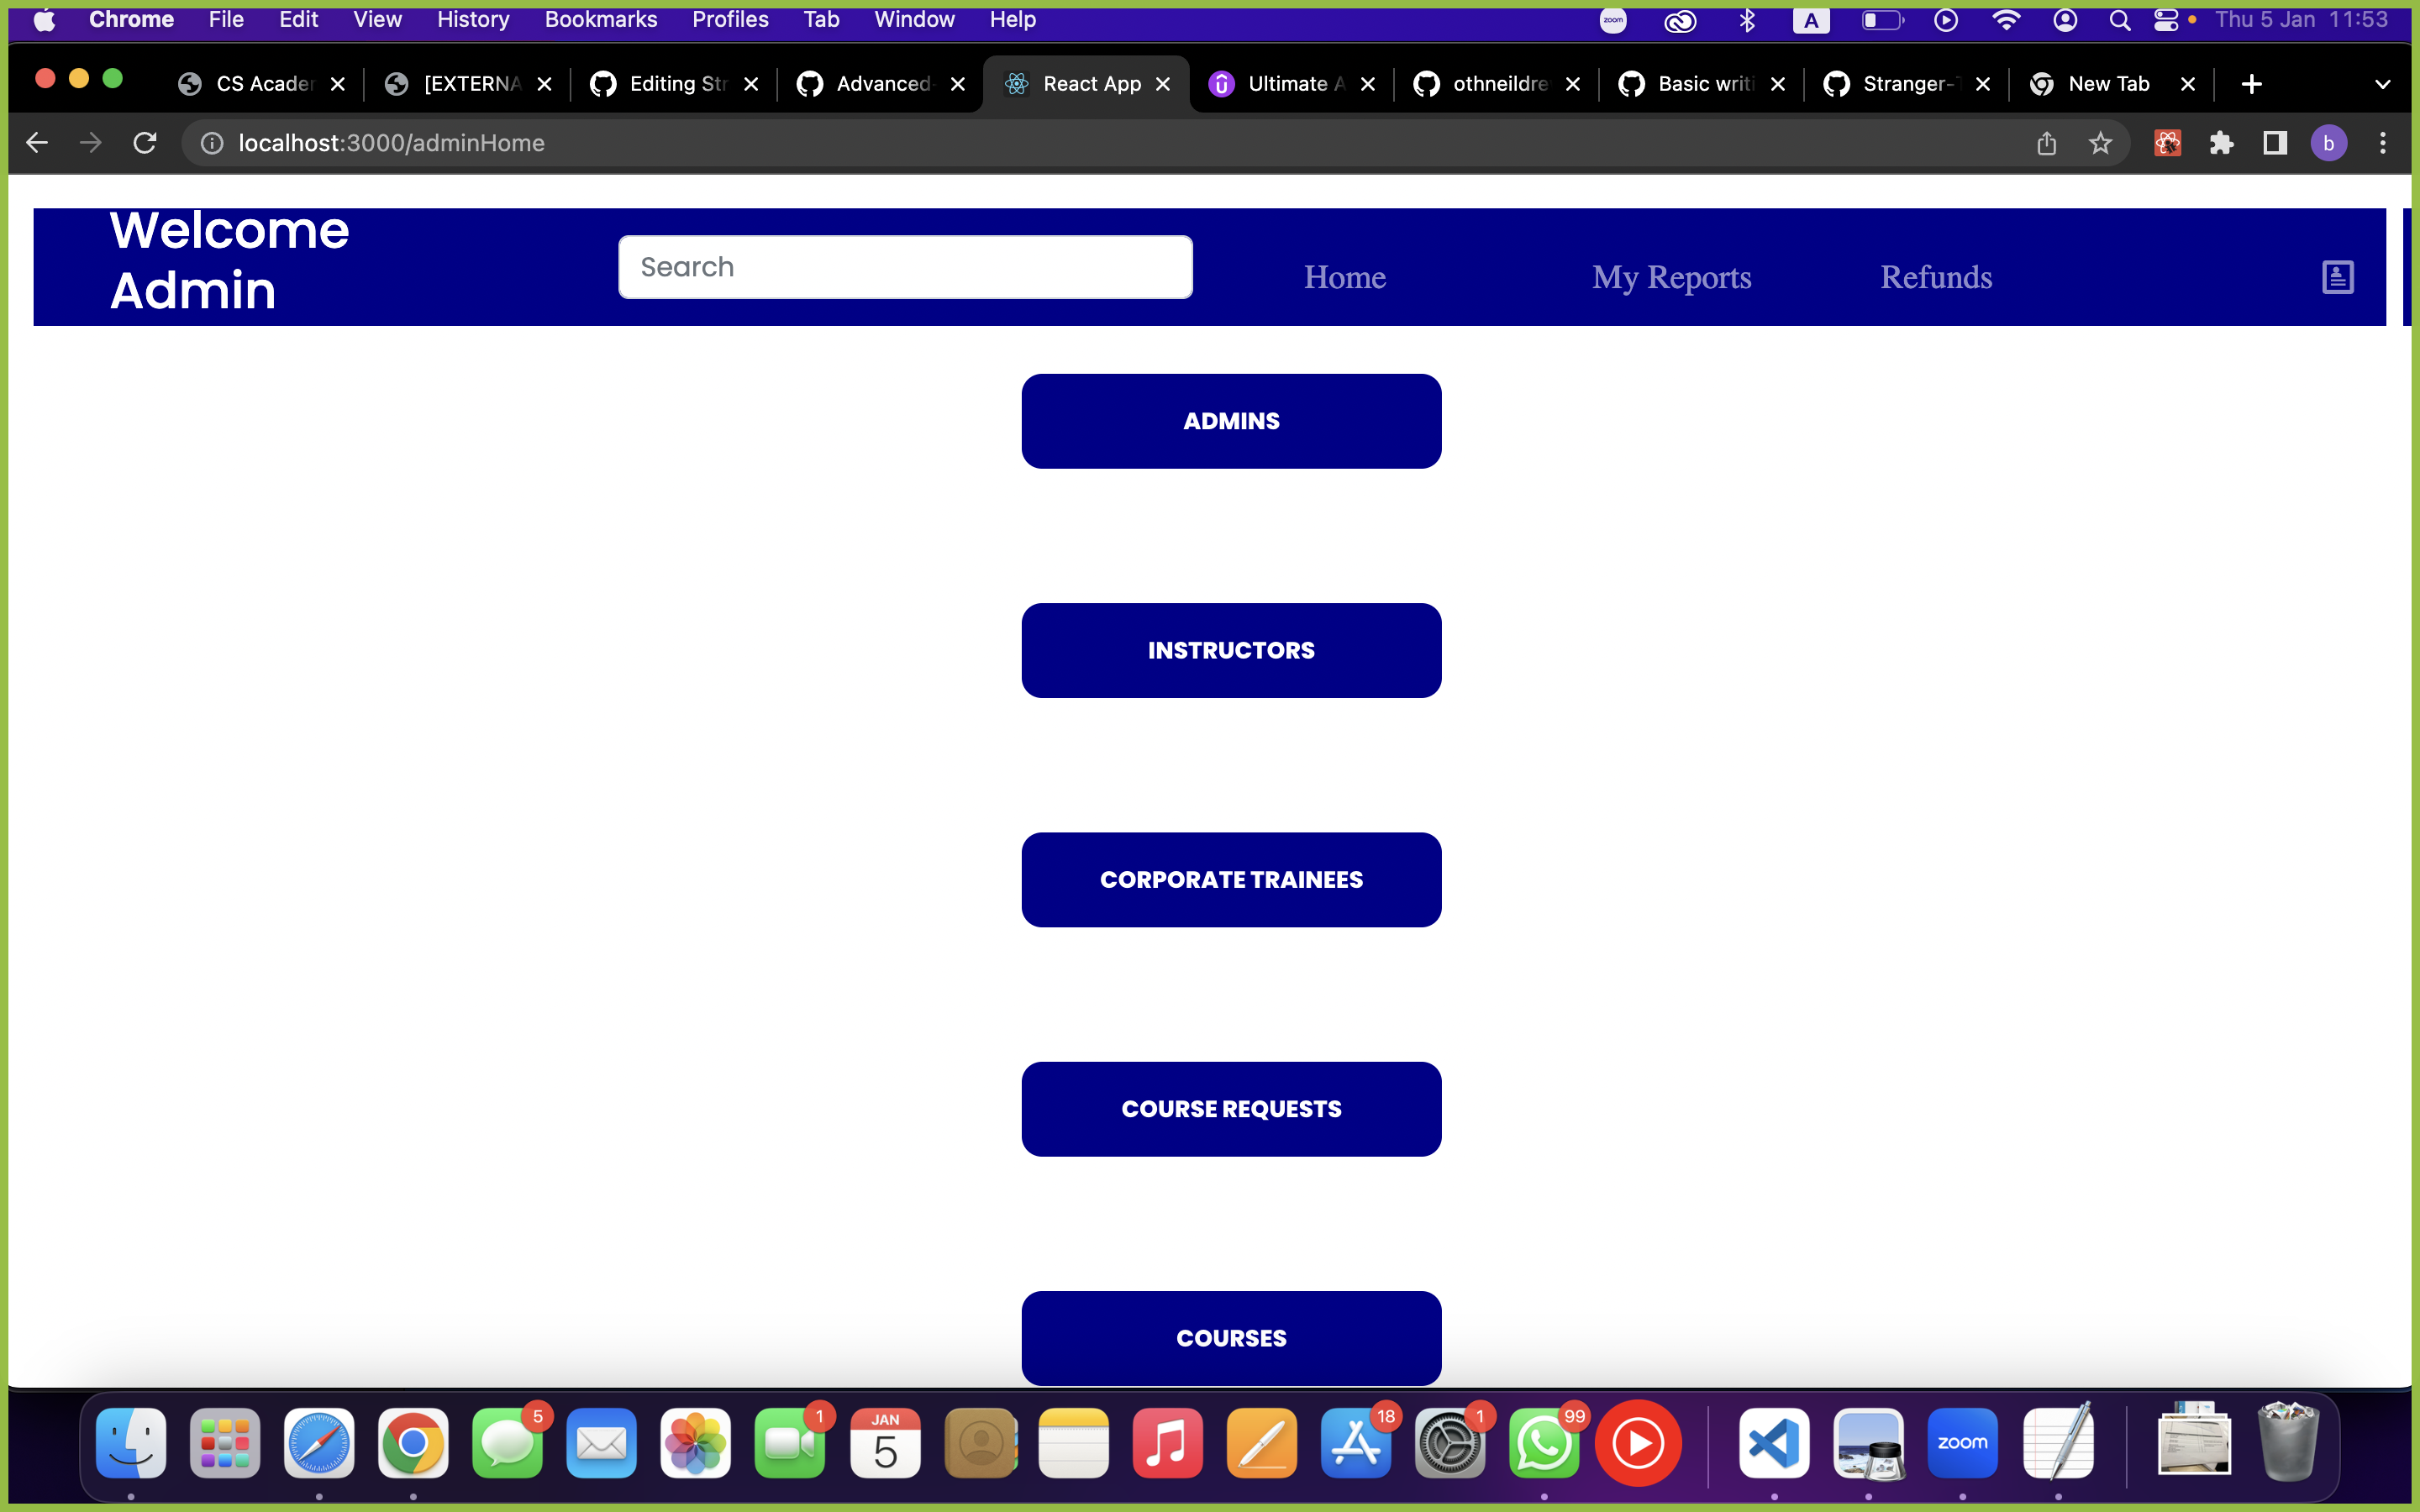 Chrome File Edit View History Bookmarks Profiles Tab Window Help zoom A Thu 5 Jan 11:53
CS Acader [EXTERNA Editing Str Advanced- React App Ultimate A othneildre Basic writi Stranger-T New Tab
localhost:3000/adminHome b
Welcome
Admin
Search
Home
My Reports
Refunds
ADMINS
INSTRUCTORS
CORPORATE TRAINEES
COURSE REQUESTS
COURSES
5 1 JAN 5 18 1 99 zoom